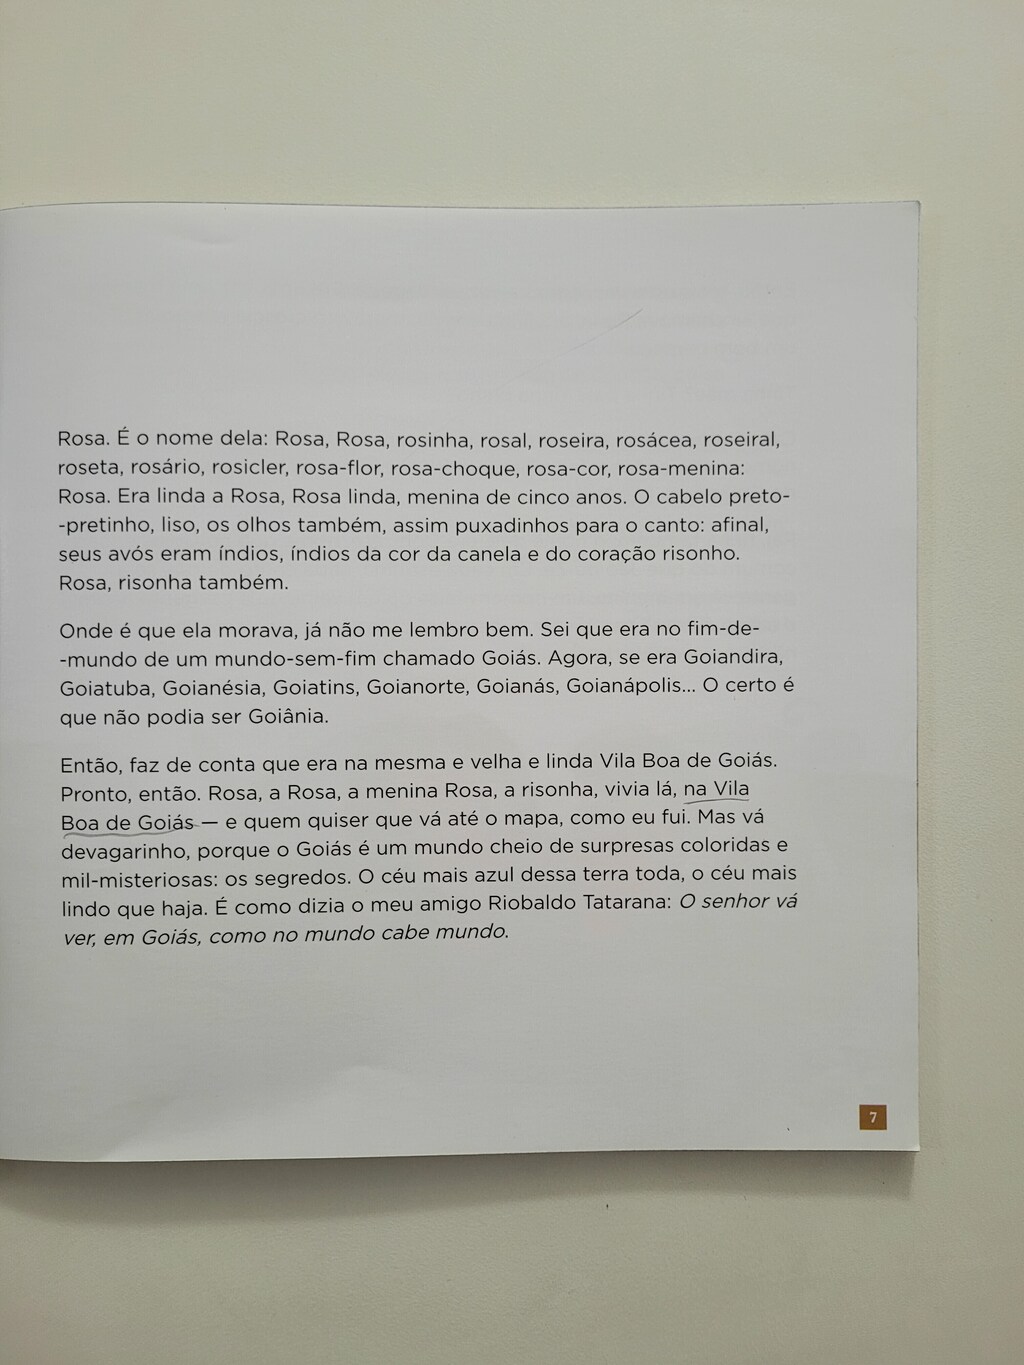 Rosa. É o nome dela: Rosa, Rosa, rosinha, rosal, roseira, rosácea, roseiral,
roseta, rosário, rosicler, rosa-flor, rosa-choque, rosa-cor, rosa-menina:
Rosa. Era linda a Rosa, Rosa linda, menina de cinco anos. O cabelo preto-
-pretinho, liso, os olhos também, assim puxadinhos para o canto: afinal,
seus avós eram índios, índios da cor da canela e do coração risonho.
Rosa, risonha também.
Onde é que ela morava, já não me lembro bem. Sei que era no fim-de-
-mundo de um mundo-sem-fim chamado Goiás. Agora, se era Goiandira,
Goiatuba, Goianésia, Goiatins, Goianorte, Goianás, Goianápolis... O certo é
que não podia ser Goiânia.
Então, faz de conta que era na mesma e velha e linda Vila Boa de Goiás.
Pronto, então. Rosa, a Rosa, a menina Rosa, a risonha, vivia lá, na Vila
Boa de Goiás — e quem quiser que vá até o mapa, como eu fui. Mas vá
devagarinho, porque o Goiás é um mundo cheio de surpresas coloridas e
mil-misteriosas: os segredos. O céu mais azul dessa terra toda, o céu mais
lindo que haja. É como dizia o meu amigo Riobaldo Tatarana: O senhor vá
ver, em Goiás, como no mundo cabe mundo.
7